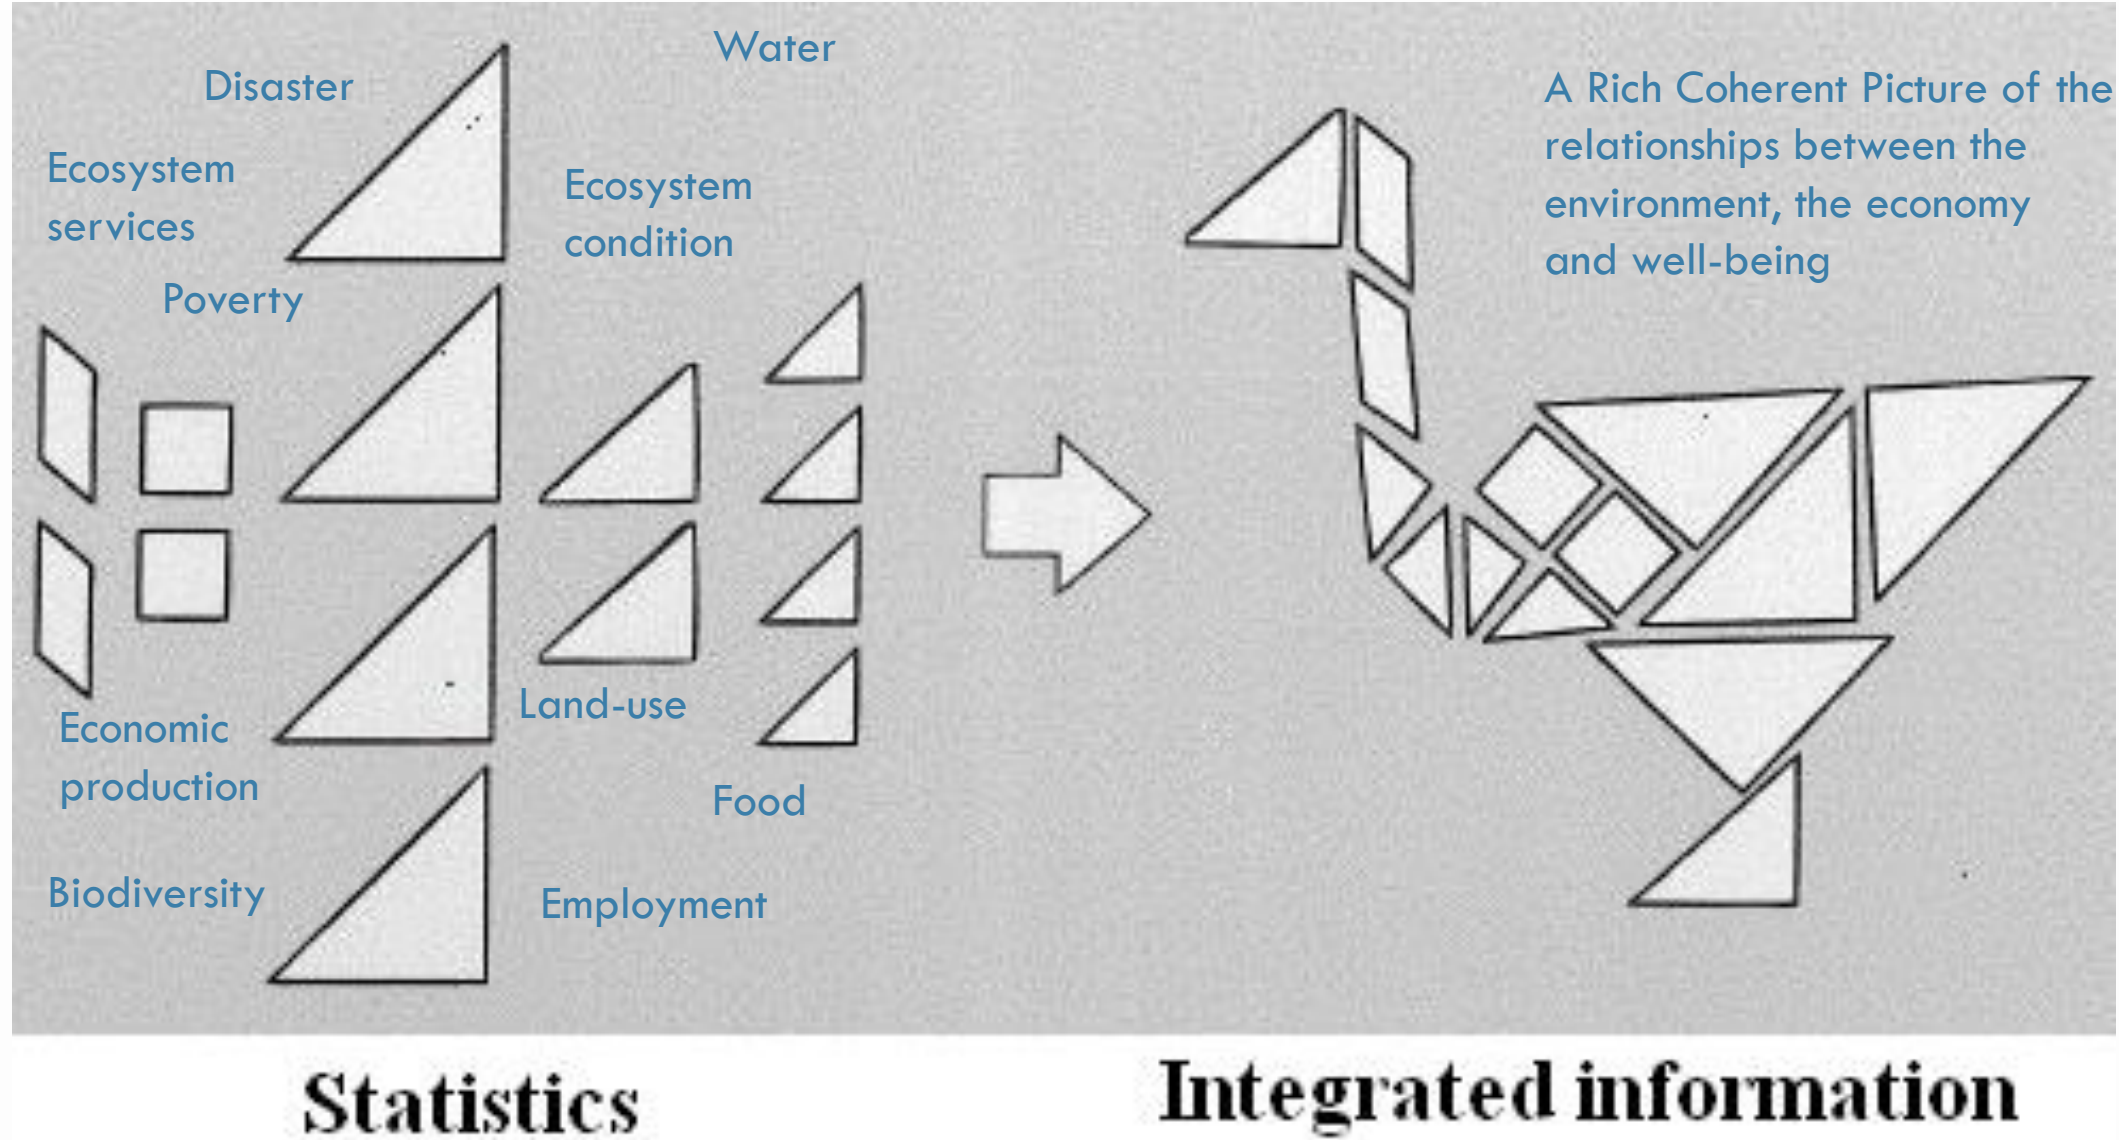 Water
Disaster
Ecosystem
services
Ecosystem
condition
Poverty
Economic
production
Land-use
Food
Biodiversity
Employment
A Rich Coherent Picture of the
relationships between the
environment, the economy
and well-being
Statistics
Integrated information